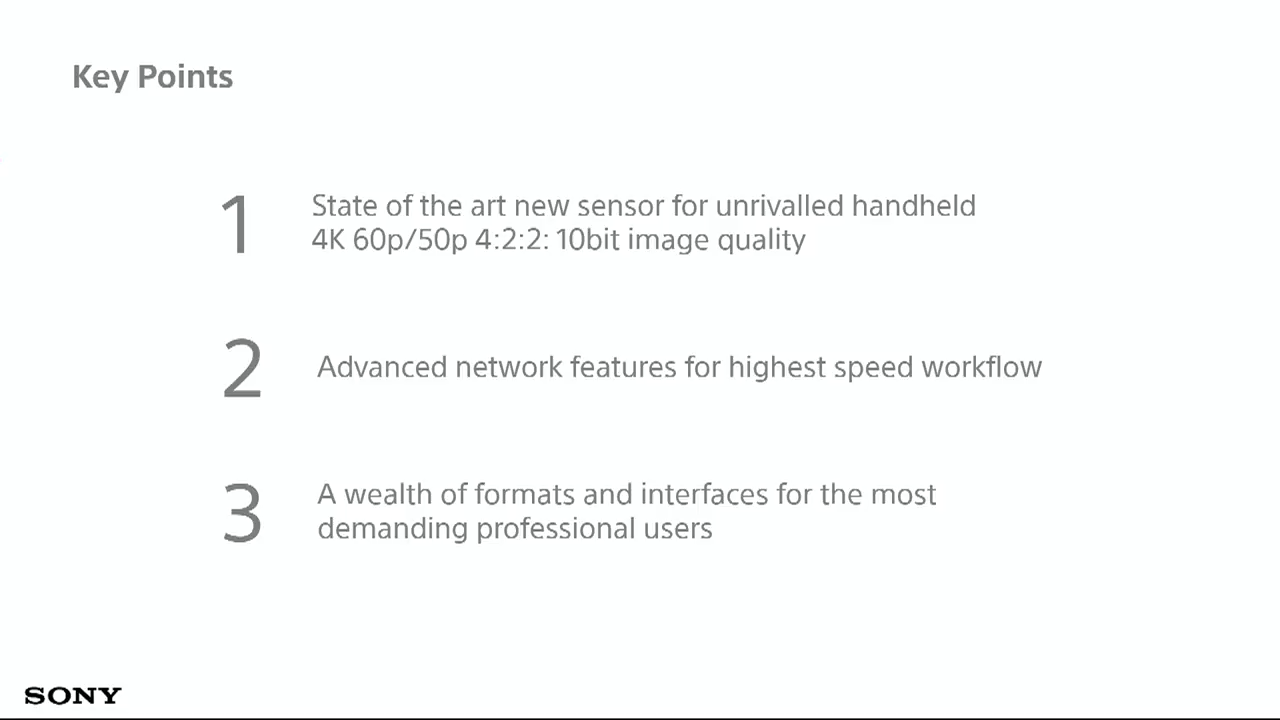 Key Points
1
State of the art new sensor for unrivalled handheld
4K 60p/50p 4:2:2: 10bit image quality
2
Advanced network features for highest speed workflow
3
A wealth of formats and interfaces for the most
demanding professional users
SONY